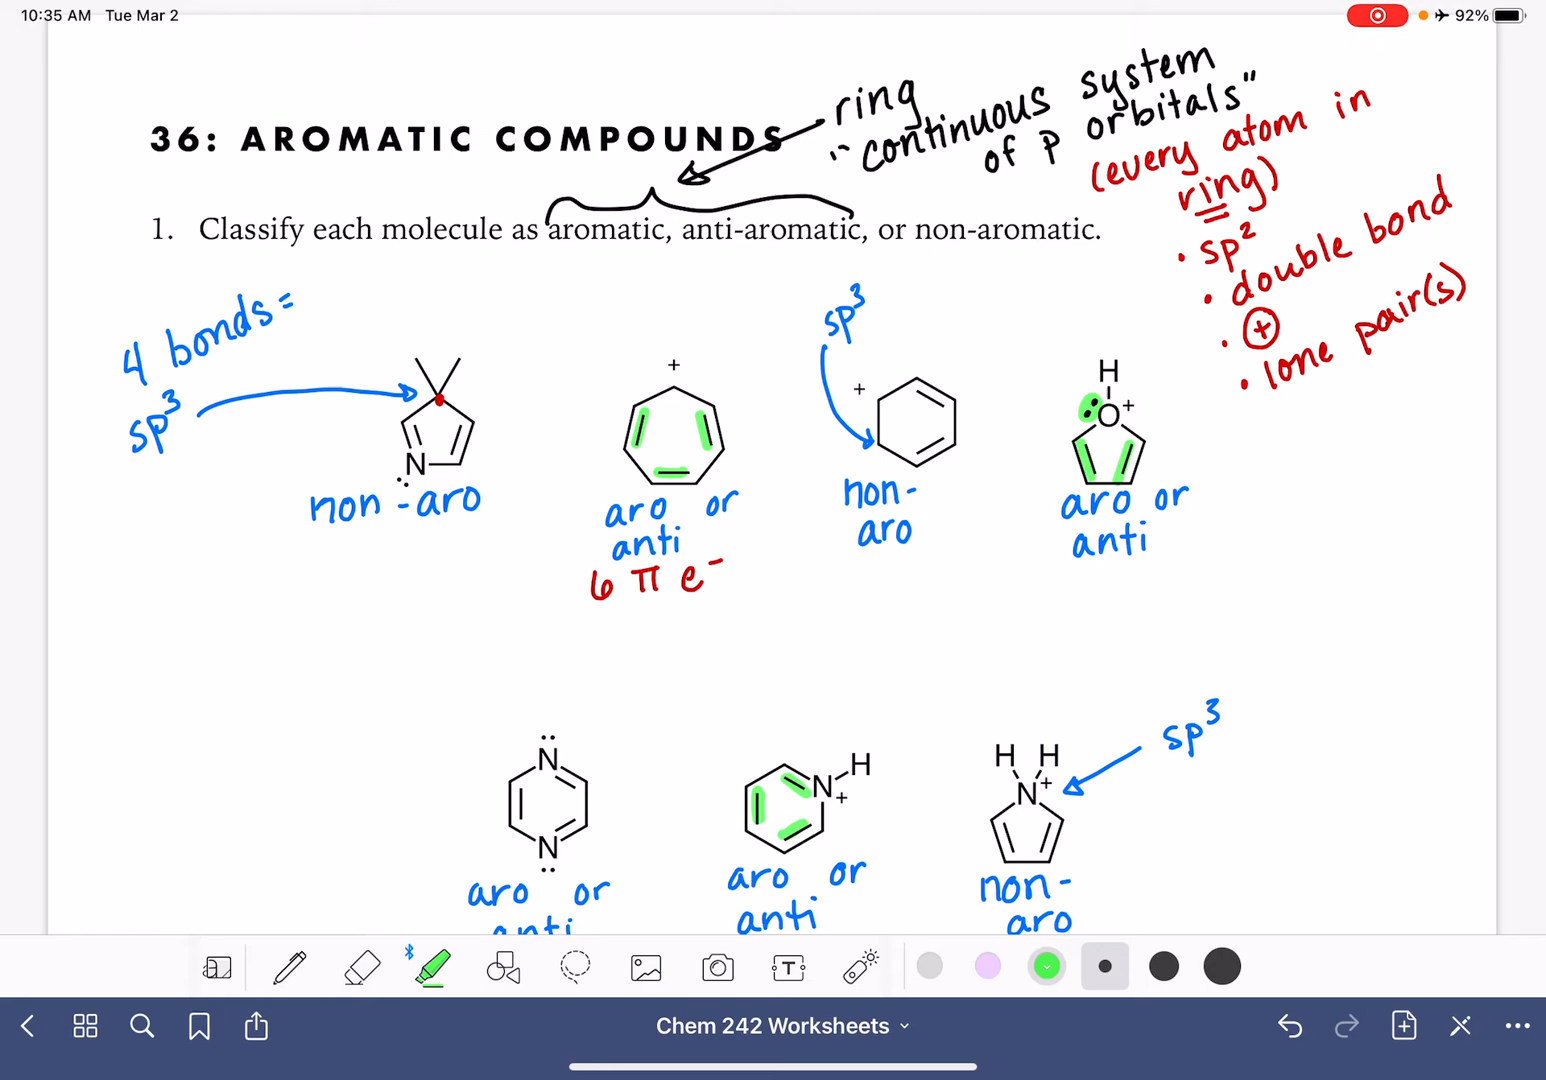 10:35 AM Tue Mar 2
92%
36: AROMATIC COMPOUNDS
ring
"continuous system
of P orbitals"
(every atom in
ring)
• sp²
• double bond
• ⊕
• lone pair(s)
1. Classify each molecule as aromatic, anti-aromatic, or non-aromatic.
4 bonds =
sp³
N
non-aro
+
aro or
anti
6 π e⁻
sp³
+
non-
aro
H
O+
aro or
anti
N
N
aro or
anti
H
N
+
aro or
anti
H H
N+
sp³
non-
aro
T
Chem 242 Worksheets